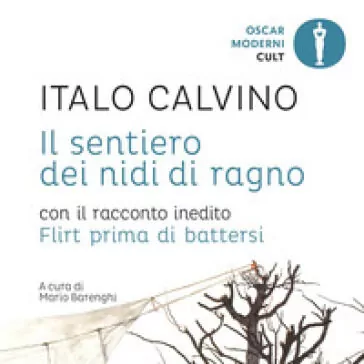 OSCAR
MODERNI
CULT
ITALO CALVINO
Il sentiero
dei nidi di ragno
con il racconto inedito
Flirt prima di battersi
A cura di
Mario Barenghi